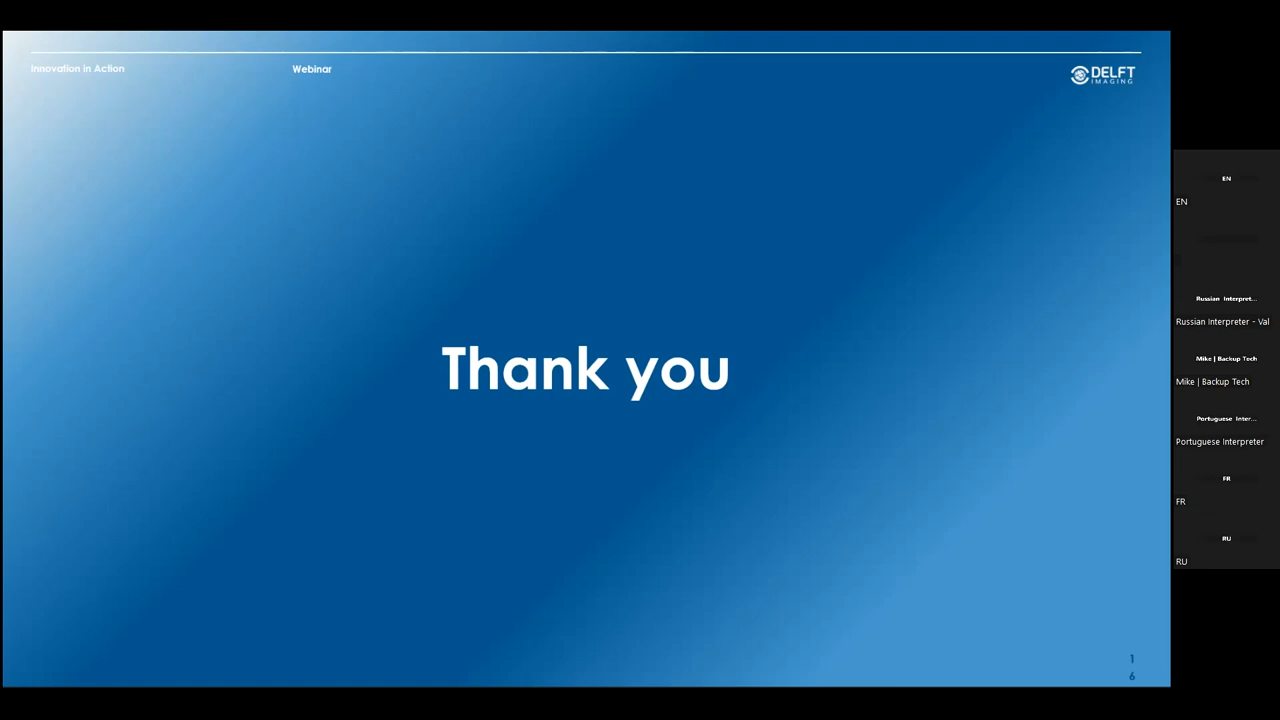 Innovation in Action
Webinar
DELFT
IMAGING
Thank you
1
6
EN
EN
Russian Interpret...
Russian Interpreter - Val
Mike | Backup Tech
Mike | Backup Tech
Portuguese Inter...
Portuguese Interpreter
FR
FR
RU
RU